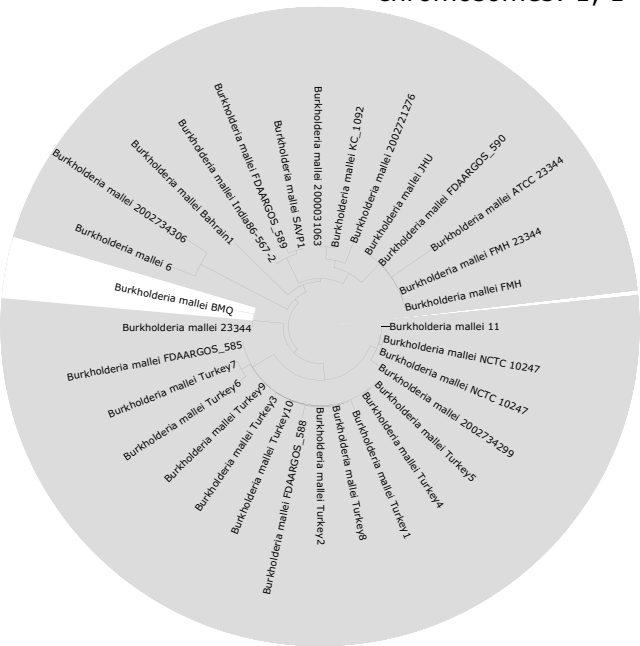 Burkholderia mallei 2002734306
Burkholderia mallei Bahrain1
Burkholderia mallei India86-567-2
Burkholderia mallei FDAARGOS_589
Burkholderia mallei SAVP1
Burkholderia mallei 2000031063
Burkholderia mallei KC_1092
Burkholderia mallei 2002721276
Burkholderia mallei JHU
Burkholderia mallei FDAARGOS_590
Burkholderia mallei ATCC 23344
Burkholderia mallei FMH 23344
Burkholderia mallei FMH
Burkholderia mallei 11
Burkholderia mallei NCTC 10247
Burkholderia mallei NCTC 10247
Burkholderia mallei 2002734299
Burkholderia mallei Turkey5
Burkholderia mallei Turkey4
Burkholderia mallei Turkey1
Burkholderia mallei Turkey8
Burkholderia mallei Turkey2
Burkholderia mallei FDAARGOS_588
Burkholderia mallei Turkey10
Burkholderia mallei Turkey3
Burkholderia mallei Turkey9
Burkholderia mallei Turkey6
Burkholderia mallei Turkey7
Burkholderia mallei FDAARGOS_585
Burkholderia mallei 23344
Burkholderia mallei BMQ
Burkholderia mallei 6